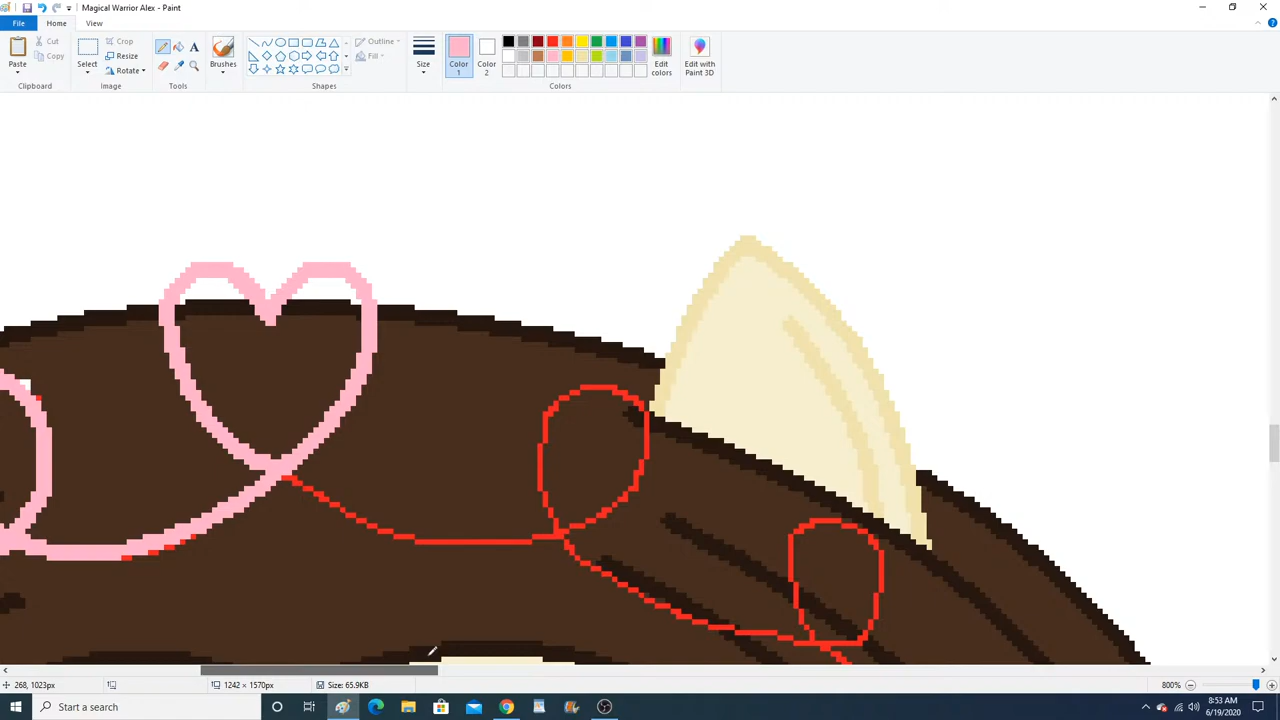 Magical Warrior Alex - Paint
File Home View
Paste
Cut
Copy
Clipboard
Select
Crop
Resize
Rotate
Image
A
Tools
Brushes
Outline
Fill
Shapes
Size
Color 1
Color 2
Edit colors
Colors
Edit with Paint 3D
268, 1023px
1242 × 1570px
Size: 65.9KB
800%
Search
8:53 AM
6/19/2020